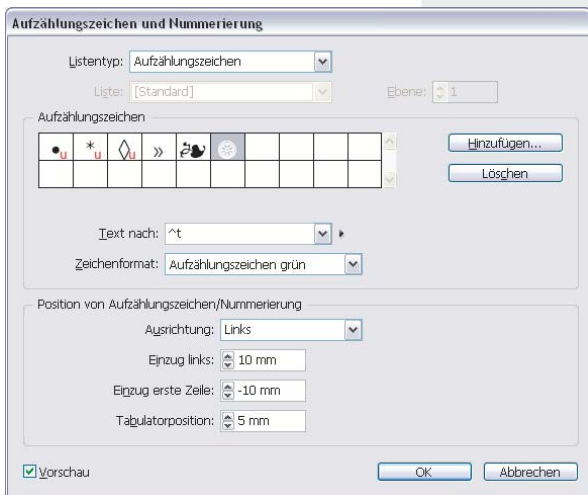 Aufzählungszeichen und Nummerierung
Listentyp: Aufzählungszeichen
Liste: [Standard] Ebene: 1
Aufzählungszeichen
•u *u ◊u »
Hinzufügen...
Löschen
Text nach: ^t
Zeichenformat: Aufzählungszeichen grün
Position von Aufzählungszeichen/Nummerierung
Ausrichtung: Links
Einzug links: 10 mm
Einzug erste Zeile: -10 mm
Tabulatorposition: 5 mm
Vorschau OK Abbrechen